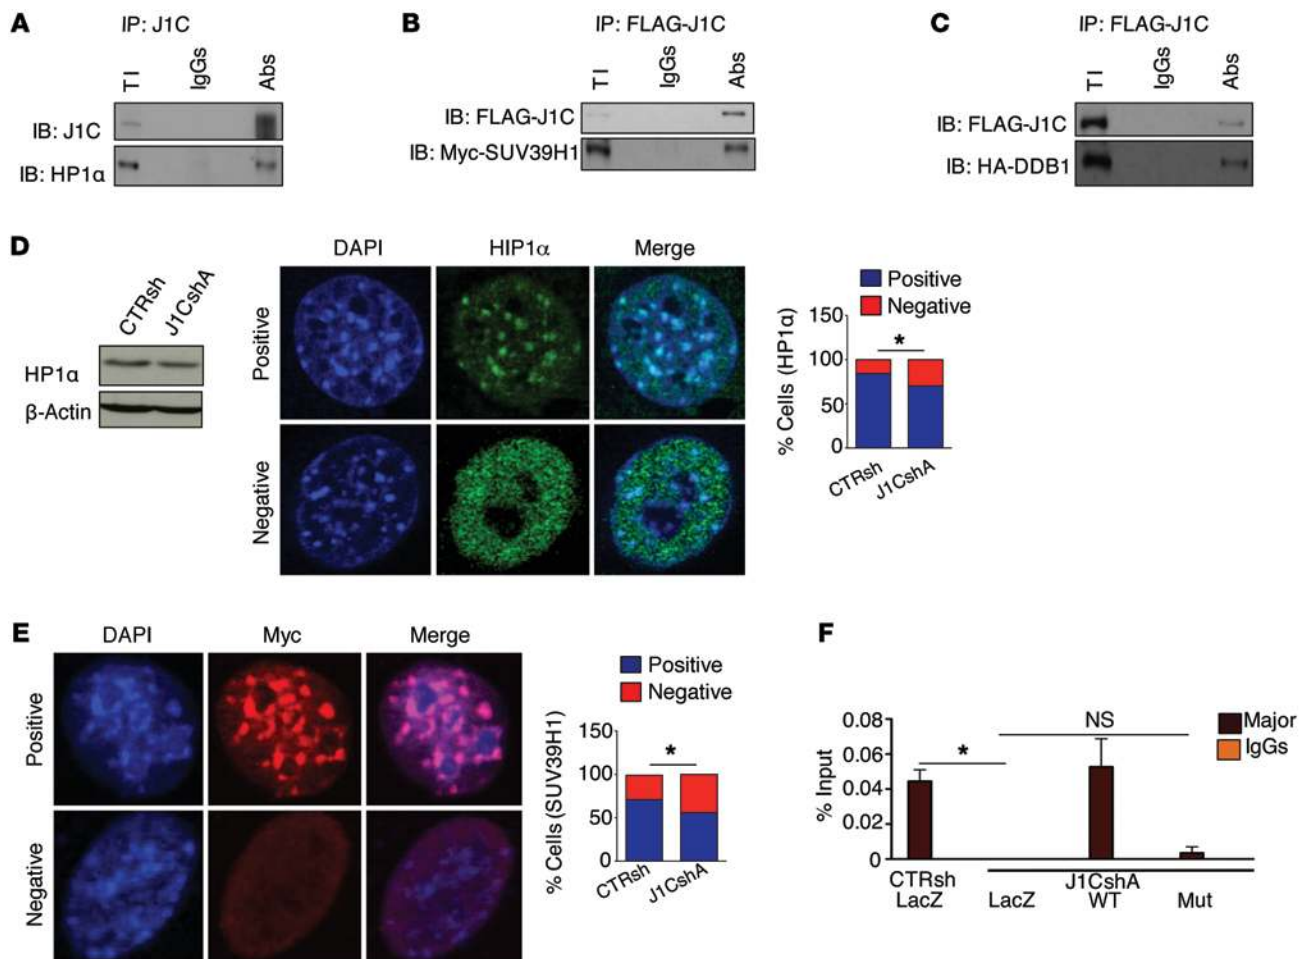 A
IP: J1C
TI
IgGs
Abs
IB: J1C
IB: HP1α
B
IP: FLAG-J1C
TI
IgGs
Abs
IB: FLAG-J1C
IB: Myc-SUV39H1
C
IP: FLAG-J1C
TI
IgGs
Abs
IB: FLAG-J1C
IB: HA-DDB1
D
CTRsh
J1CshA
HP1α
β-Actin
DAPI
HIP1α
Merge
Positive
Negative
Positive
Negative
% Cells (HP1α)
150
100
50
0
*
CTRsh
J1CshA
E
DAPI
Myc
Merge
Positive
Negative
Positive
Negative
% Cells (SUV39H1)
150
100
50
0
*
CTRsh
J1CshA
F
% Input
0.08
0.06
0.04
0.02
0
*
NS
Major
IgGs
CTRsh
LacZ
J1CshA
LacZ
WT
Mut